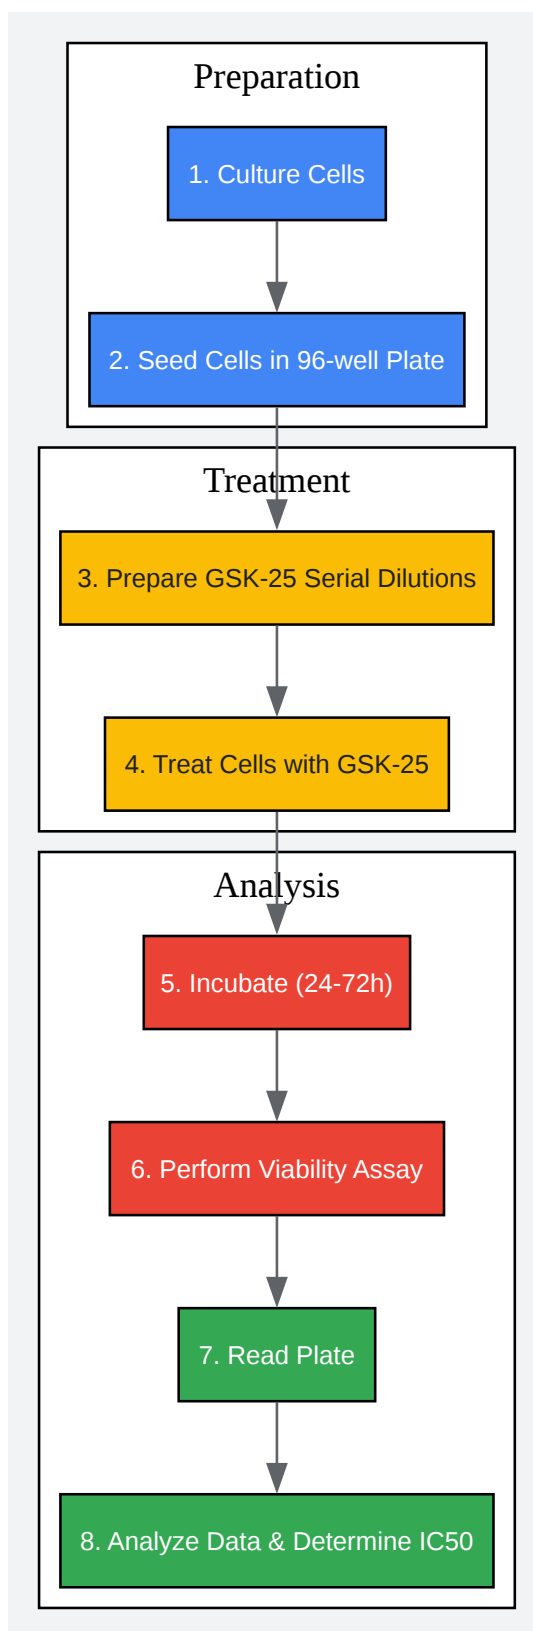 Preparation
1. Culture Cells
2. Seed Cells in 96-well Plate
Treatment
3. Prepare GSK-25 Serial Dilutions
4. Treat Cells with GSK-25
Analysis
5. Incubate (24-72h)
6. Perform Viability Assay
7. Read Plate
8. Analyze Data & Determine IC50